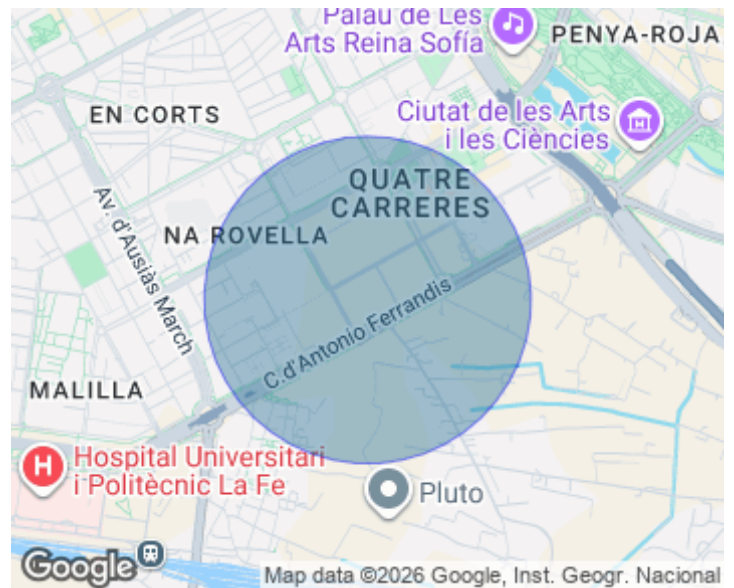 Palau de Les
Arts Reina Sofía
PENYA-ROJA
EN CORTS
Ciutat de les Arts
i les Ciències
QUATRE
CARRERES
NA ROVELLA
Av. d'Ausiàs March
C.d'Antonio Ferrandis
MALILLA
H
Hospital Universitari
i Politècnic La Fe
Pluto
Google
Map data ©2026 Google, Inst. Geogr. Nacional